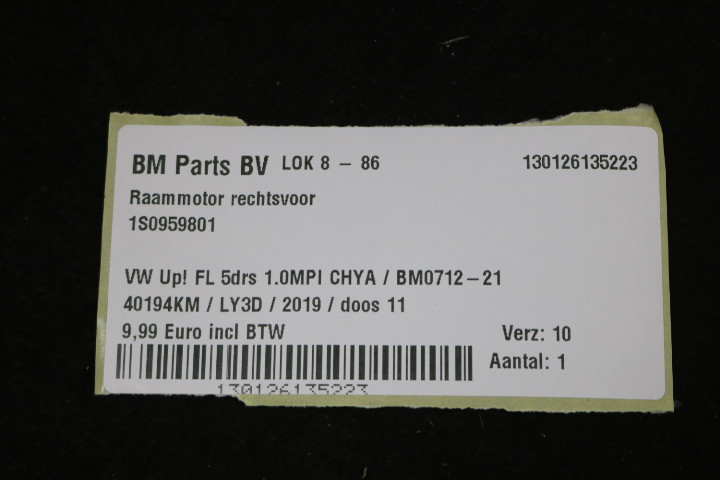 BM Parts BV LOK 8 - 86 130126135223
Raammotor rechtsvoor
1S0959801
VW Up! FL 5drs 1.0MPI CHYA / BM0712-21
40194KM / LY3D / 2019 / doos 11
9,99 Euro incl BTW Verz: 10
Aantal: 1
130126135223